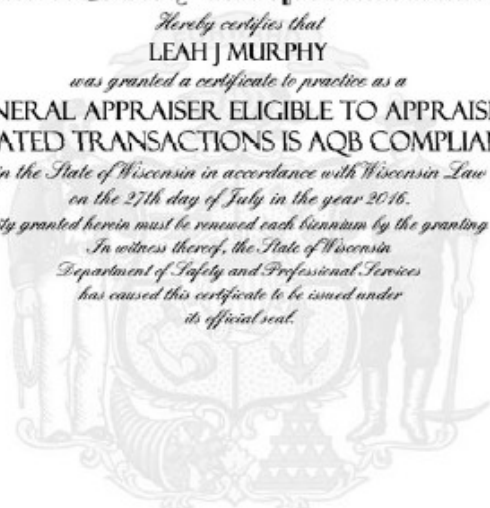 Hereby certifies that
LEAH J MURPHY
was granted a certificate to practice as a
NERAL APPRAISER ELIGIBLE TO APPRAIS
ATED TRANSACTIONS IS AQB COMPLIA
in the State of Wisconsin in accordance with Wisconsin Law
on the 27th day of July in the year 2016.
ty granted herein must be renewed each biennium by the granting
In witness thereof, the State of Wisconsin
Department of Safety and Professional Services
has caused this certificate to be issued under
its official seal.